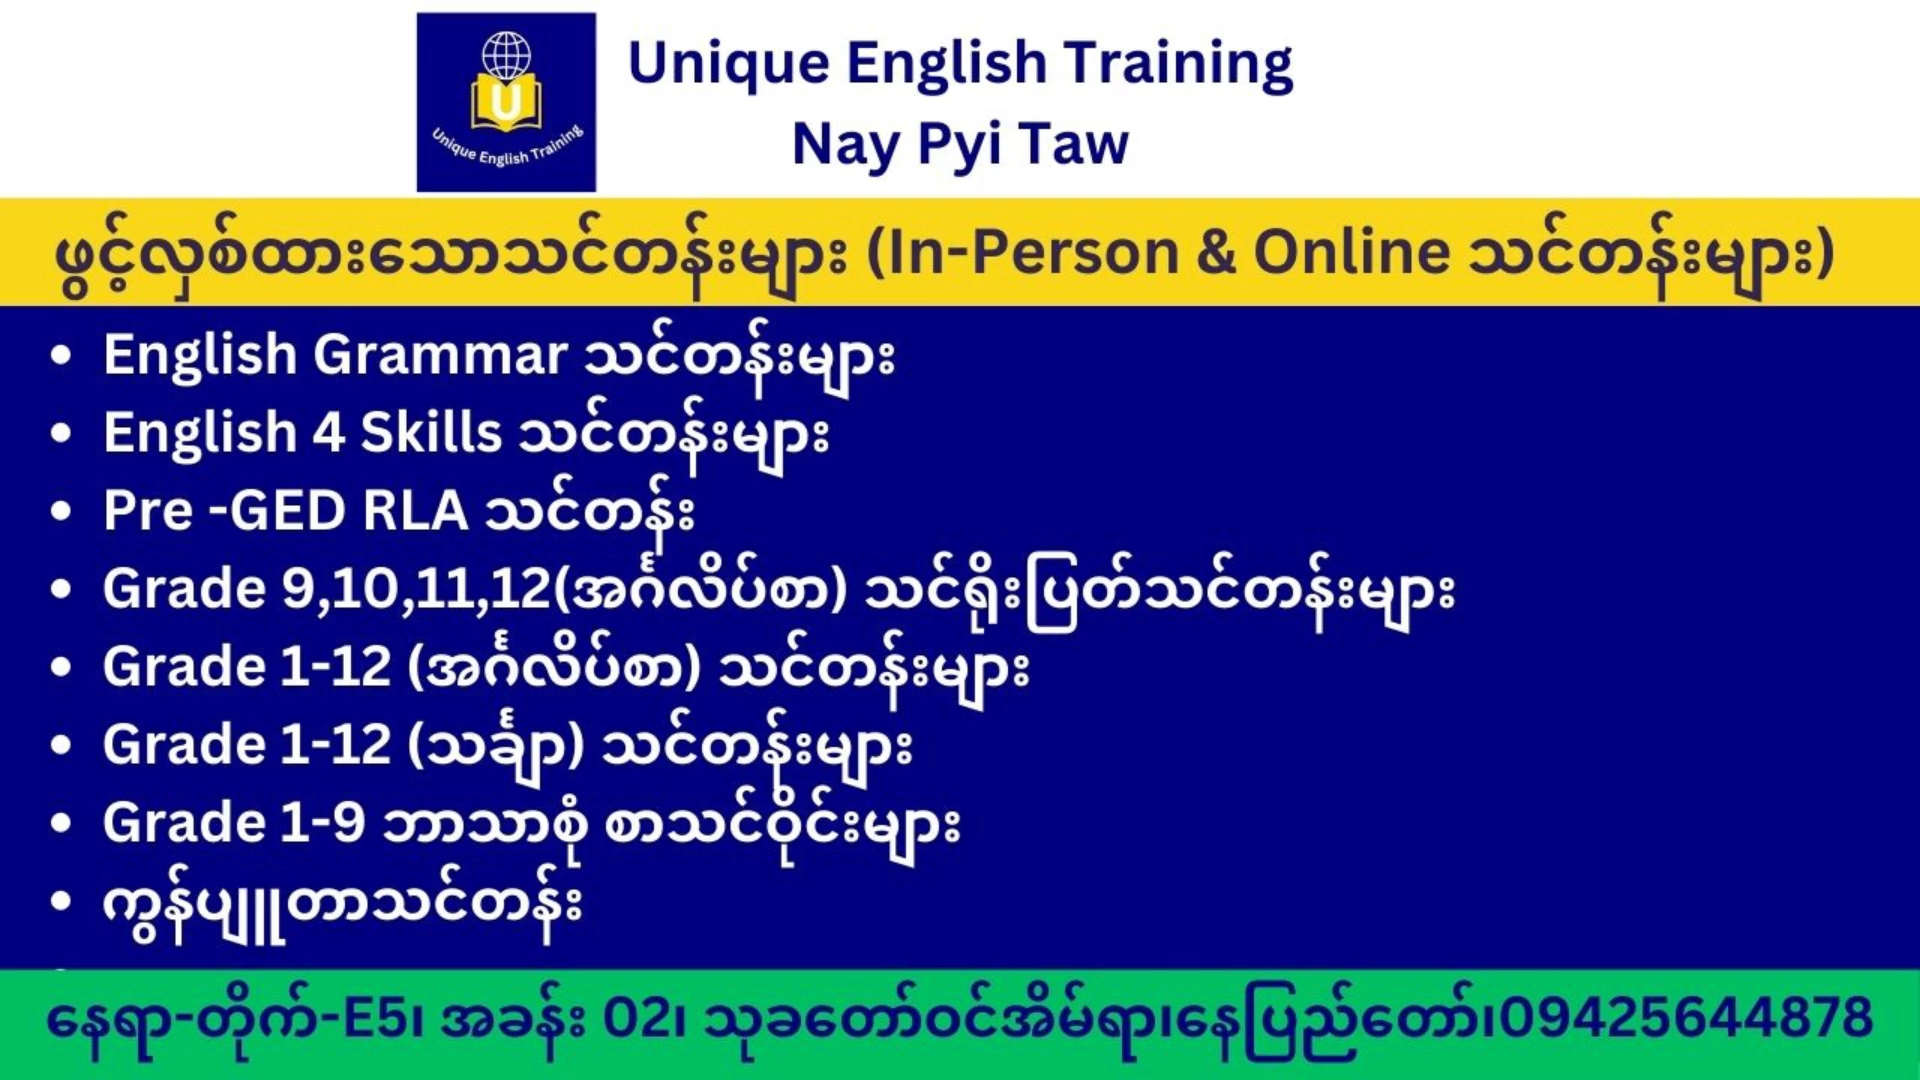 Unique English Training
Unique English Training
Nay Pyi Taw
ဖွင့်လှစ်ထားသောသင်တန်းများ (In-Person & Online သင်တန်းများ)
• English Grammar သင်တန်းများ
• English 4 Skills သင်တန်းများ
• Pre -GED RLA သင်တန်း
• Grade 9,10,11,12(အင်္ဂလိပ်စာ) သင်ရိုးပြတ်သင်တန်းများ
• Grade 1-12 (အင်္ဂလိပ်စာ) သင်တန်းများ
• Grade 1-12 (သင်္ချာ) သင်တန်းများ
• Grade 1-9 ဘာသာစုံ စာသင်ဝိုင်းများ
• ကွန်ပျူတာသင်တန်း
နေရာ-တိုက်-E5၊ အခန်း 02၊ သုခတော်ဝင်အိမ်ရာ၊နေပြည်တော်၊09425644878